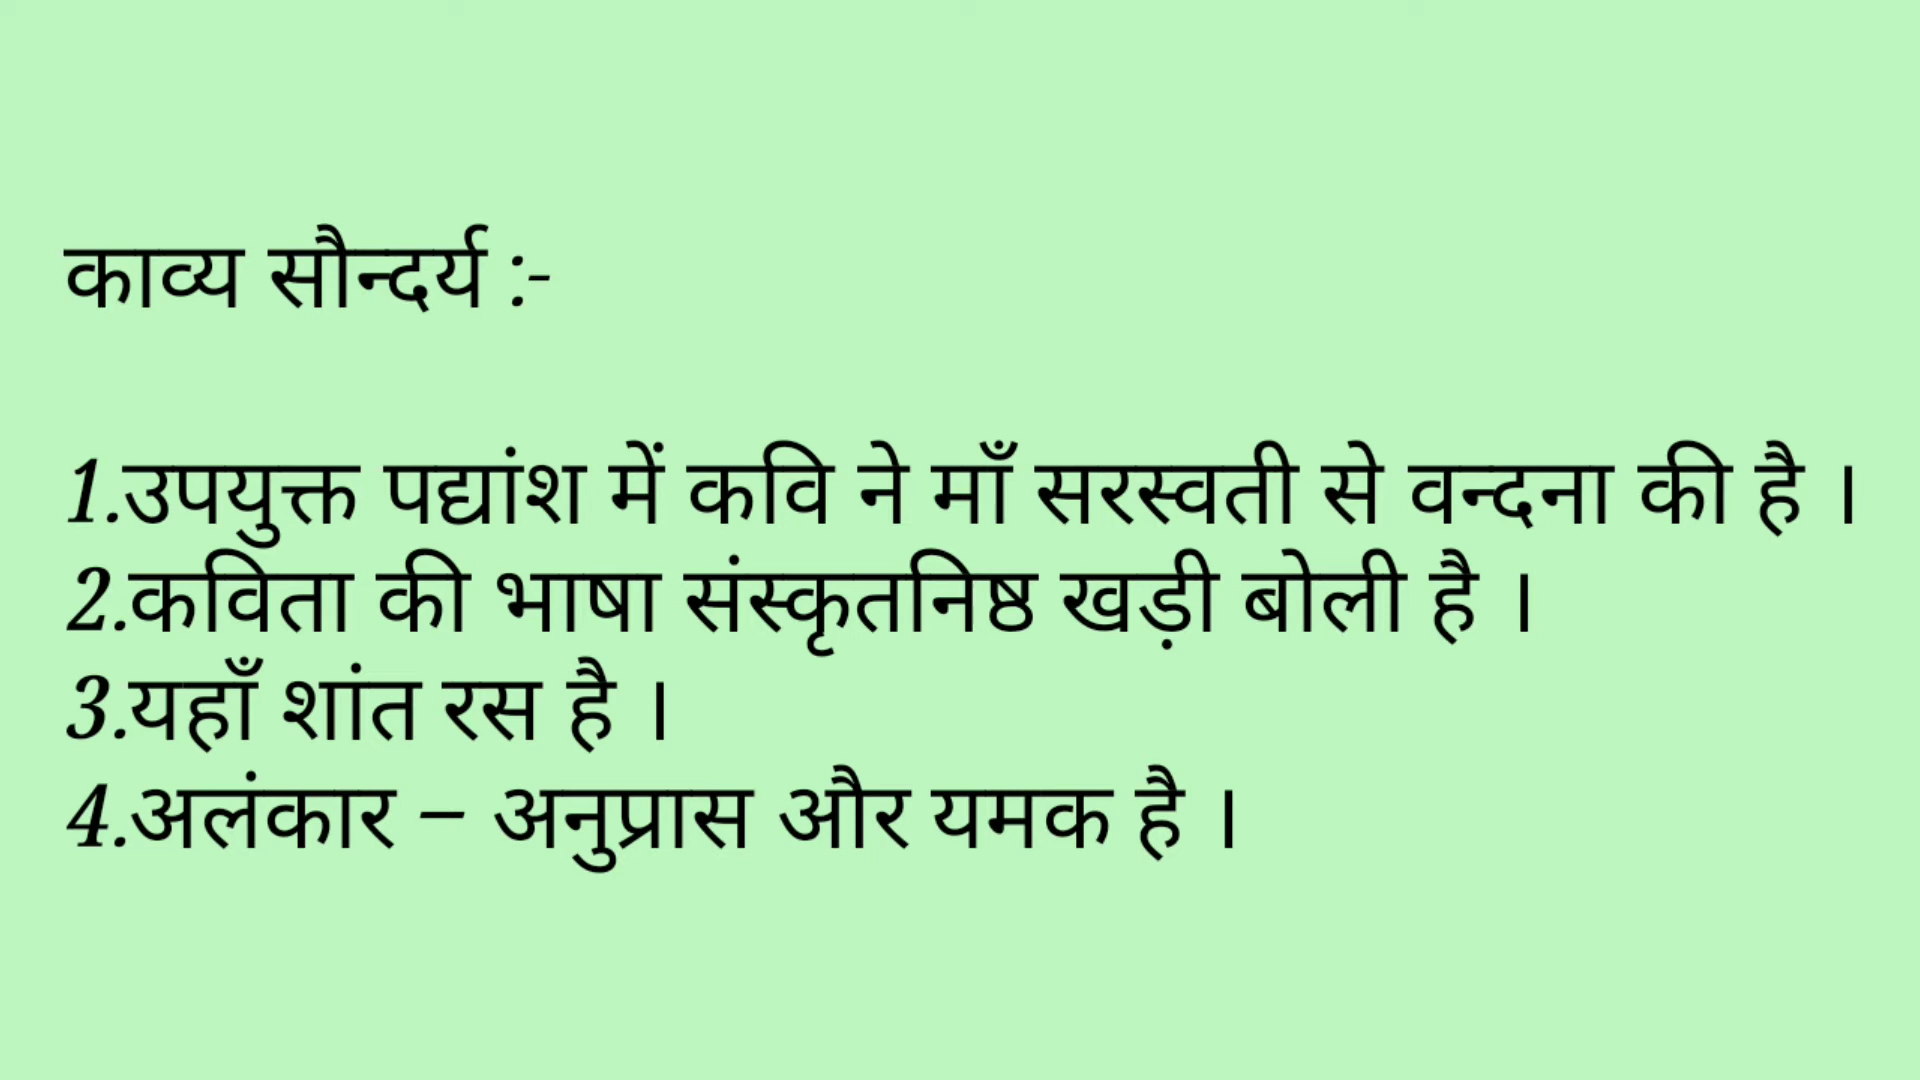 काव्य सौन्दर्य :-
1.उपयुक्त पद्यांश में कवि ने माँ सरस्वती से वन्दना की है ।
2.कविता की भाषा संस्कृतनिष्ठ खड़ी बोली है ।
3.यहाँ शांत रस है ।
4.अलंकार – अनुप्रास और यमक है ।